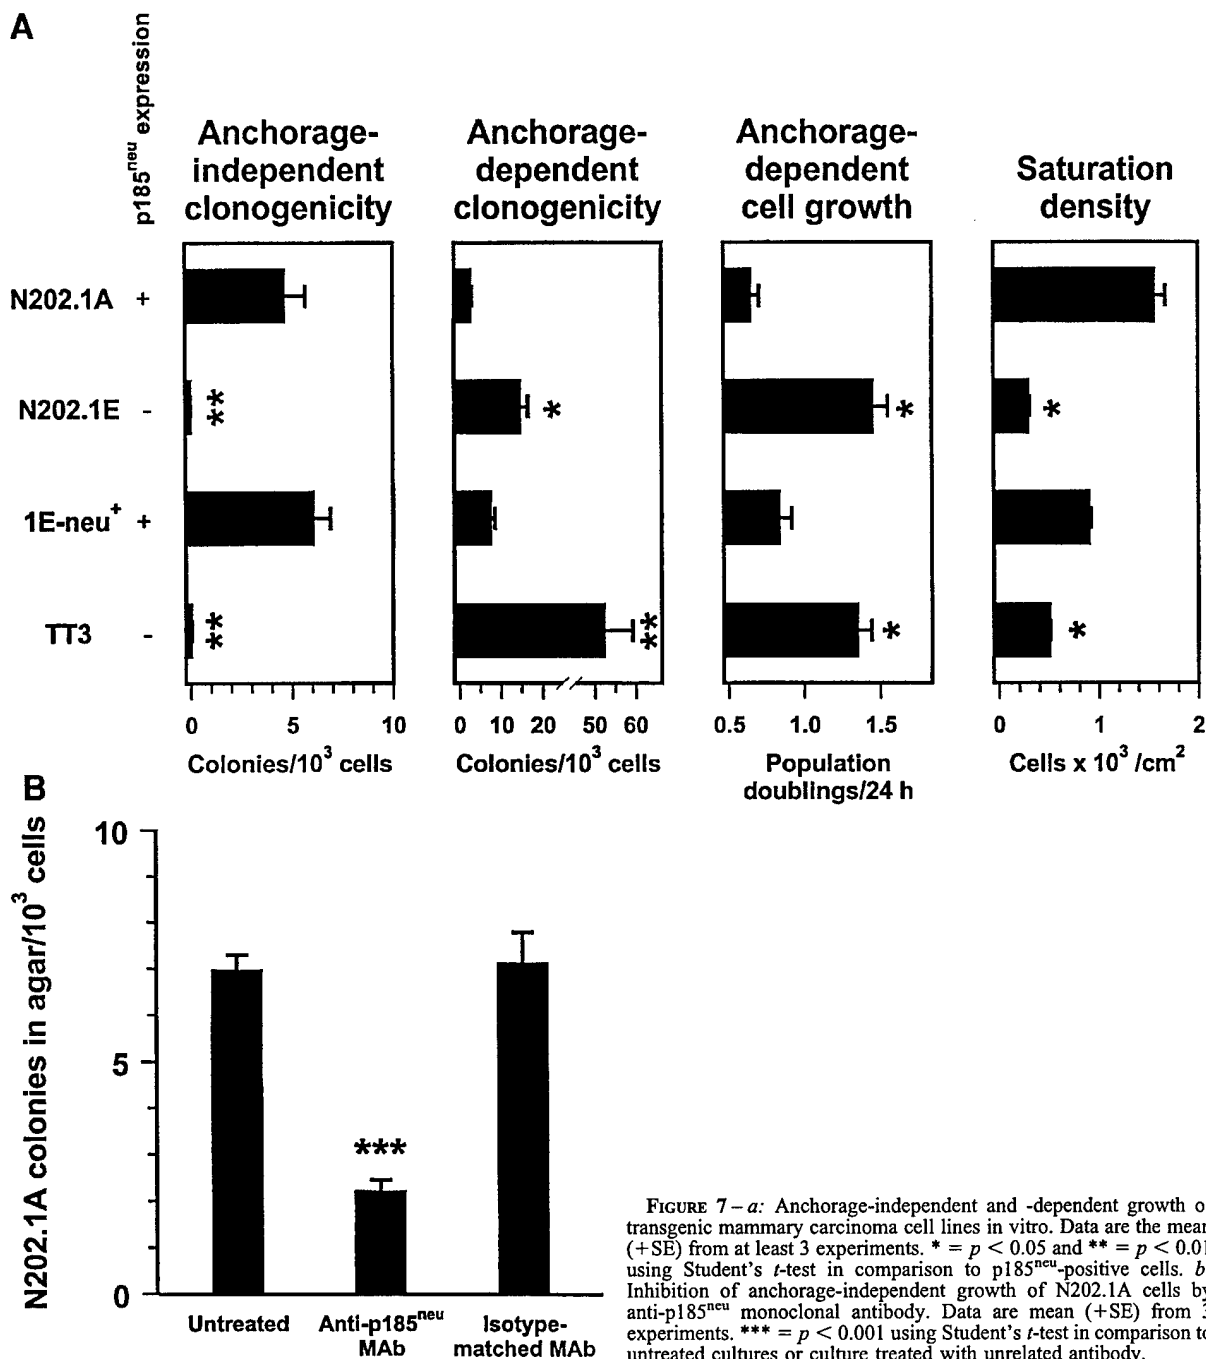 A
p185neu expression
Anchorage-
independent
clonogenicity
Anchorage-
dependent
clonogenicity
Anchorage-
dependent
cell growth
Saturation
density
N202.1A +
N202.1E -
1E-neu+ +
TT3 -
** ** * * ** * * *
0 5 10
0 10 20 50 60
0.5 1.0 1.5
0 1 2
Colonies/10³ cells
Colonies/10³ cells
Population
doublings/24 h
Cells x 10³ /cm²
B
N202.1A colonies in agar/10³ cells
10
5
0
***
Untreated
Anti-p185neu
MAb
Isotype-
matched MAb
FIGURE 7 – a: Anchorage-independent and -dependent growth o
transgenic mammary carcinoma cell lines in vitro. Data are the mean
(+SE) from at least 3 experiments. * = p < 0.05 and ** = p < 0.01
using Student's t-test in comparison to p185neu-positive cells. b
Inhibition of anchorage-independent growth of N202.1A cells by
anti-p185neu monoclonal antibody. Data are mean (+SE) from 3
experiments. *** = p < 0.001 using Student's t-test in comparison to
untreated cultures or culture treated with unrelated antibody.